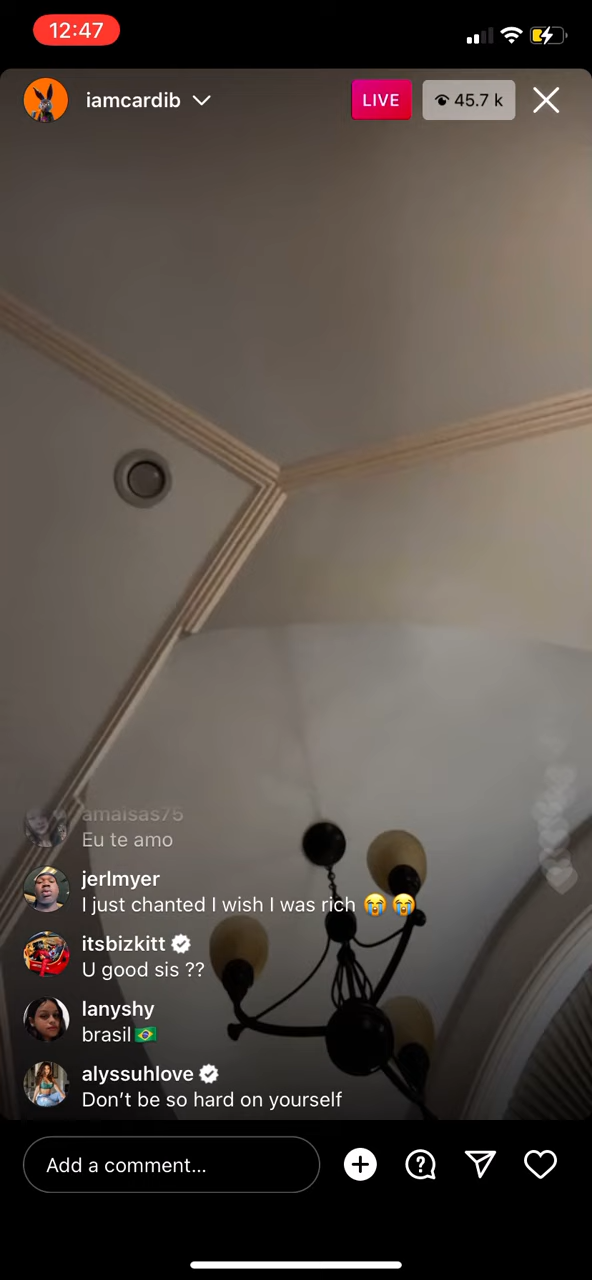 12:47
iamcardib
LIVE
45.7 k
amaisas75
Eu te amo
jerlmyer
I just chanted I wish I was rich 😭😭
itsbizkitt
U good sis ??
lanyshy
brasil🇧🇷
alyssuhlove
Don’t be so hard on yourself
Add a comment...